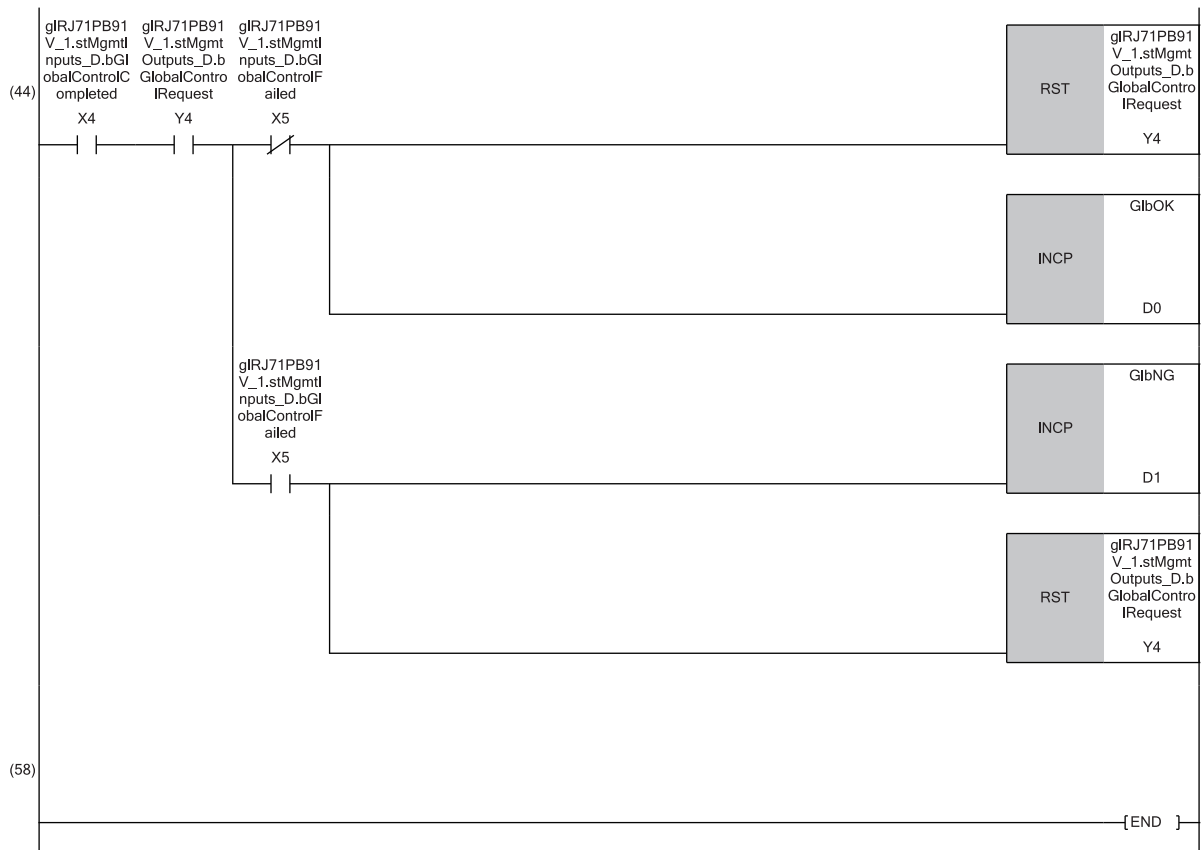 (44)
gIRJ71PB91
V_1.stMgmtI
nputs_D.bGl
obalControlC
ompleted
X4
gIRJ71PB91
V_1.stMgmt
Outputs_D.b
GlobalContro
lRequest
Y4
gIRJ71PB91
V_1.stMgmtI
nputs_D.bGl
obalControlF
ailed
X5
RST
gIRJ71PB91
V_1.stMgmt
Outputs_D.b
GlobalContro
lRequest
Y4
INCP
GlbOK
D0
gIRJ71PB91
V_1.stMgmtI
nputs_D.bGl
obalControlF
ailed
X5
INCP
GlbNG
D1
RST
gIRJ71PB91
V_1.stMgmt
Outputs_D.b
GlobalContro
lRequest
Y4
(58)
END